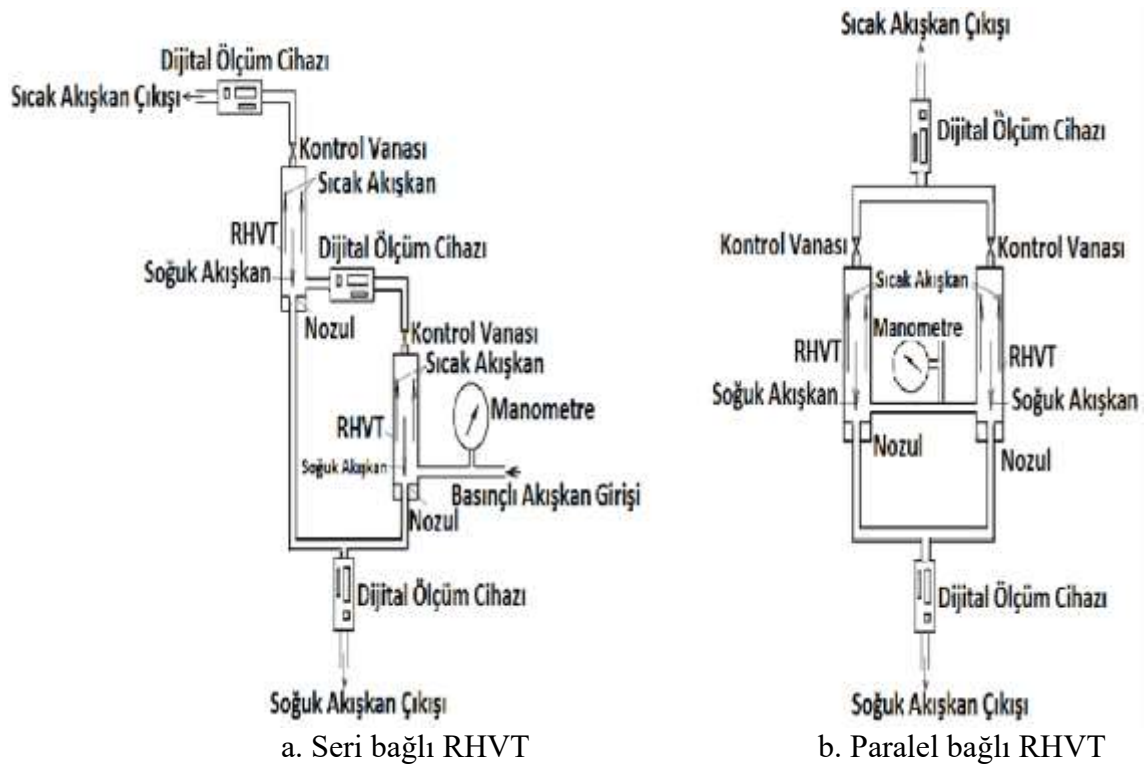 Dijital Ölçüm Cihazı
Sıcak Akışkan Çıkışı
Kontrol Vanası
Sıcak Akışkan
RHVT
Dijital Ölçüm Cihazı
Soğuk Akışkan
Nozul
Kontrol Vanası
Sıcak Akışkan
Manometre
RHVT
Soğuk Akışkan
Basınçlı Akışkan Girişi
Nozul
Dijital Ölçüm Cihazı
Soğuk Akışkan Çıkışı
a. Seri bağlı RHVT
Sıcak Akışkan Çıkışı
Dijital Ölçüm Cihazı
Kontrol Vanası
Kontrol Vanası
Sıcak Akışkan
Manometre
RHVT
RHVT
Soğuk Akışkan
Soğuk Akışkan
Nozul
Nozul
Dijital Ölçüm Cihazı
Soğuk Akışkan Çıkışı
b. Paralel bağlı RHVT